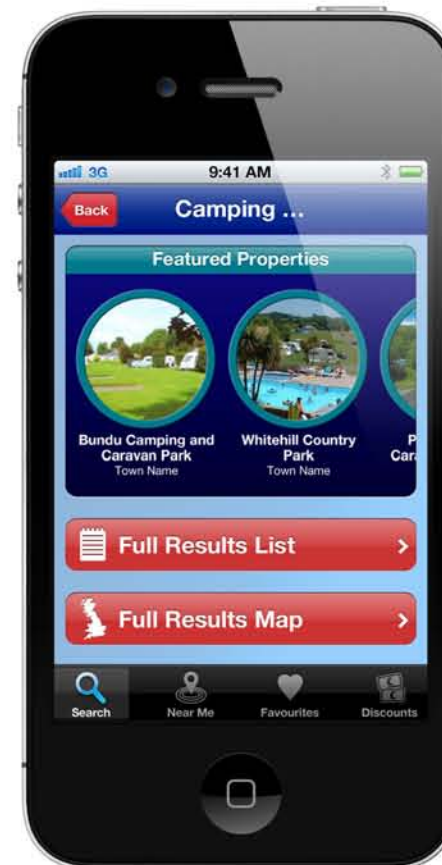 3G 9:41 AM
Back Camping ...
Featured Properties
Bundu Camping and
Caravan Park
Town Name
Whitehill Country
Park
Town Name
P
Cara
Full Results List
Full Results Map
Search Near Me Favourites Discounts